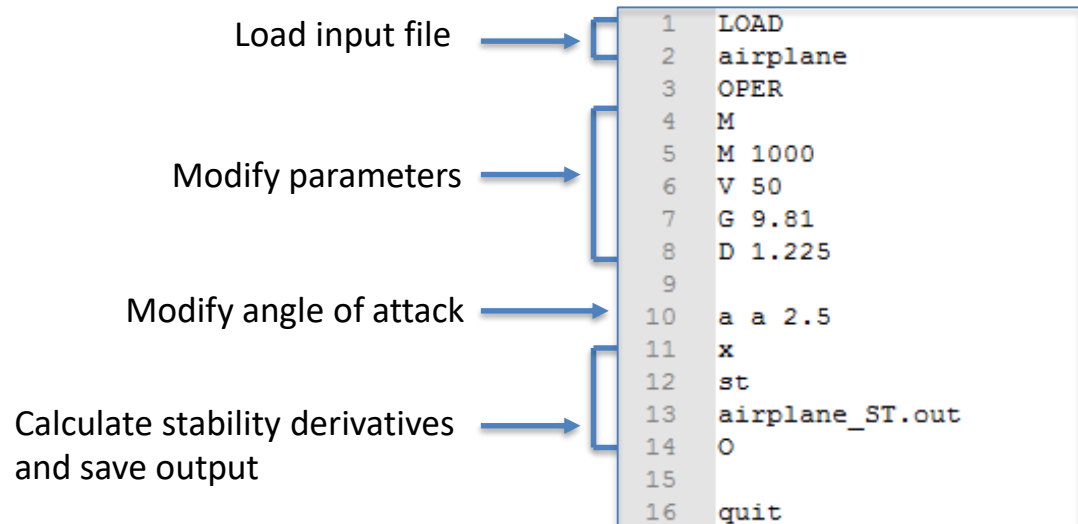 Load input file
Modify parameters
Modify angle of attack
Calculate stability derivatives
and save output
1 LOAD
2 airplane
3 OPER
4 M
5 M 1000
6 V 50
7 G 9.81
8 D 1.225
9
10 a a 2.5
11 x
12 st
13 airplane_ST.out
14 O
15
16 quit